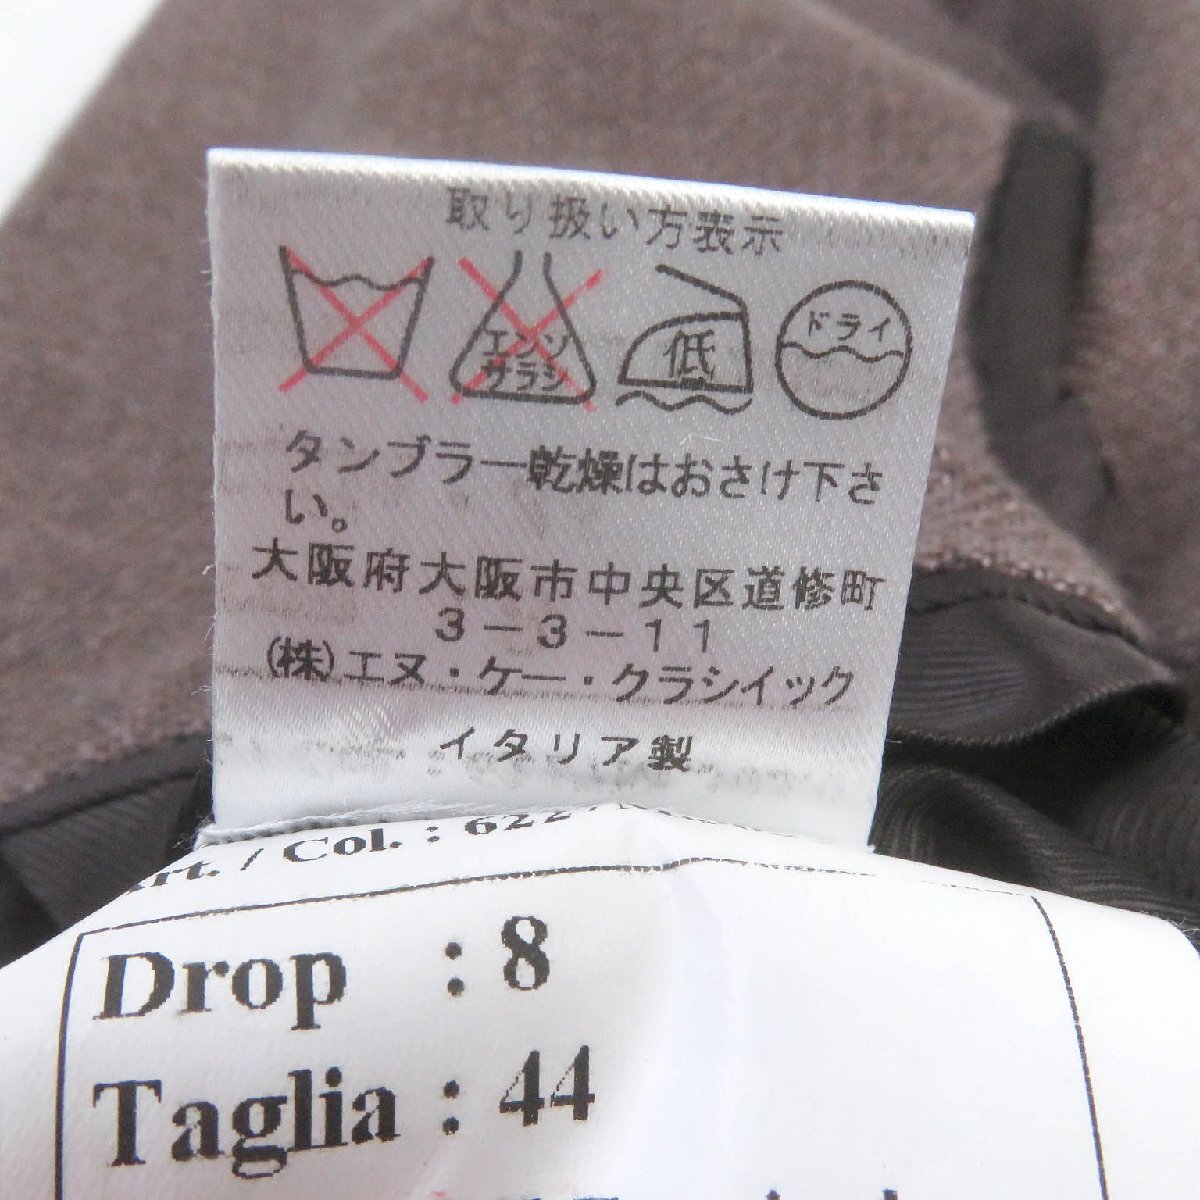 取り扱い方表示
エンソ
サラシ
低
ドライ
タンブラー乾燥はおさけ下さ
い。
大阪府大阪市中央区道修町
3-3-11
(株)エヌ・ケー・クラシイック
イタリア製
Art. / Col. : 622
Drop : 8
Taglia : 44